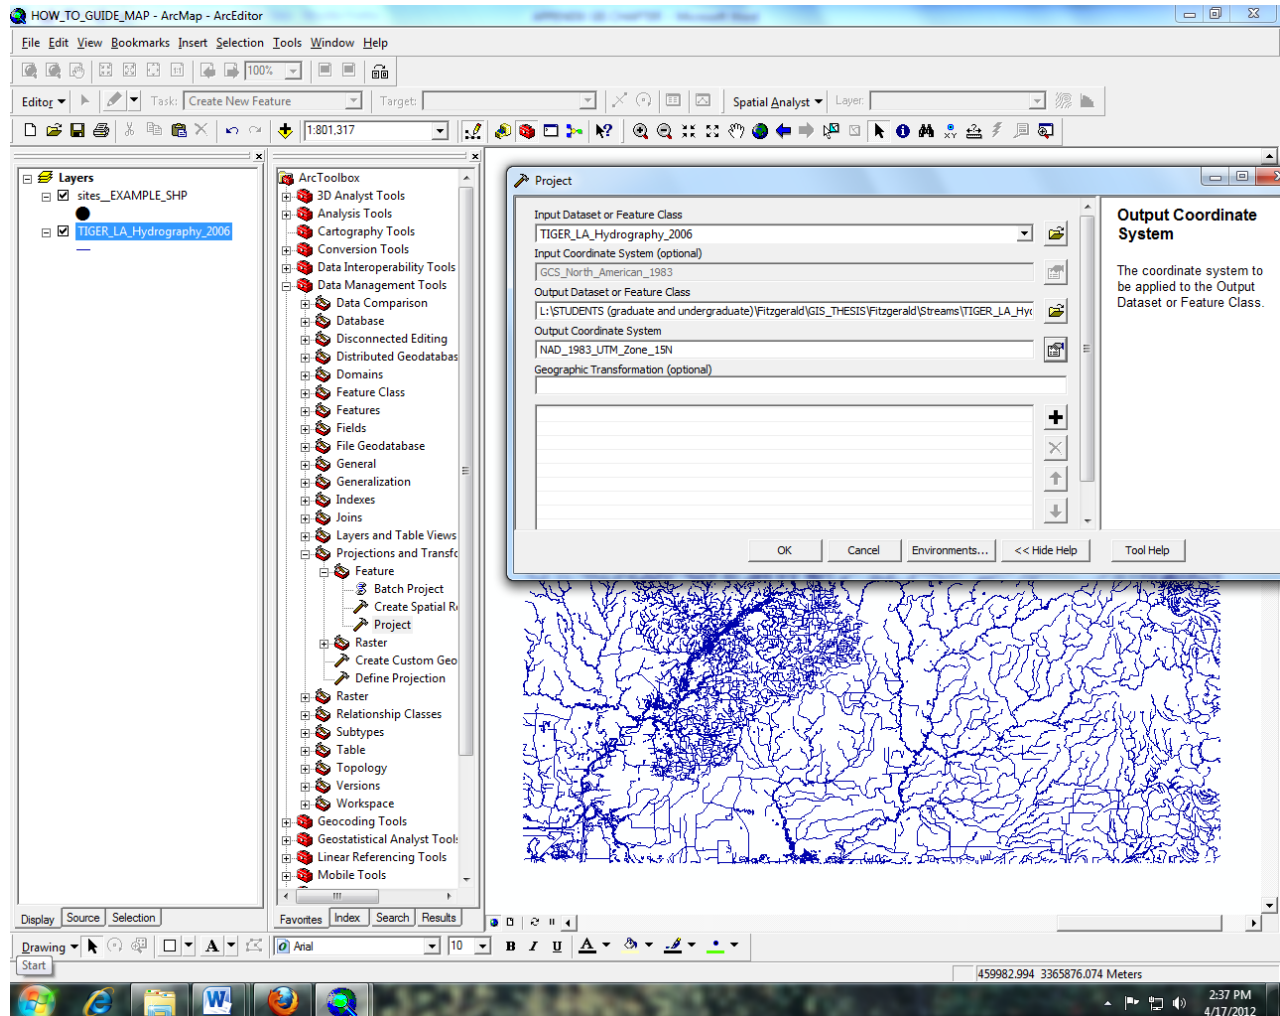 HOW_TO_GUIDE_MAP - ArcMap - ArcEditor
File Edit View Bookmarks Insert Selection Tools Window Help
100%
Editor Task: Create New Feature Target: Spatial Analyst Layer:
1:801,317
Layers
sites__EXAMPLE_SHP
TIGER_LA_Hydrography_2006
Display Source Selection
ArcToolbox
3D Analyst Tools
Analysis Tools
Cartography Tools
Conversion Tools
Data Interoperability Tools
Data Management Tools
Data Comparison
Database
Disconnected Editing
Distributed Geodatabas
Domains
Feature Class
Features
Fields
File Geodatabase
General
Generalization
Indexes
Joins
Layers and Table Views
Projections and Transfo
Feature
Batch Project
Create Spatial Re
Project
Raster
Create Custom Geo
Define Projection
Raster
Relationship Classes
Subtypes
Table
Topology
Versions
Workspace
Geocoding Tools
Geostatistical Analyst Tools
Linear Referencing Tools
Mobile Tools
Favorites Index Search Results
Project
Input Dataset or Feature Class
TIGER_LA_Hydrography_2006
Input Coordinate System (optional)
GCS_North_American_1983
Output Dataset or Feature Class
L:\STUDENTS (graduate and undergraduate)\Fitzgerald\GIS_THESIS\Fitzgerald\Streams\TIGER_LA_Hyd
Output Coordinate System
NAD_1983_UTM_Zone_15N
Geographic Transformation (optional)
OK Cancel Environments... << Hide Help Tool Help
Output Coordinate
System
The coordinate system to
be applied to the Output
Dataset or Feature Class.
Drawing A Arial 10 B I U A
Start
459982.994 3365876.074 Meters
2:37 PM
4/17/2012